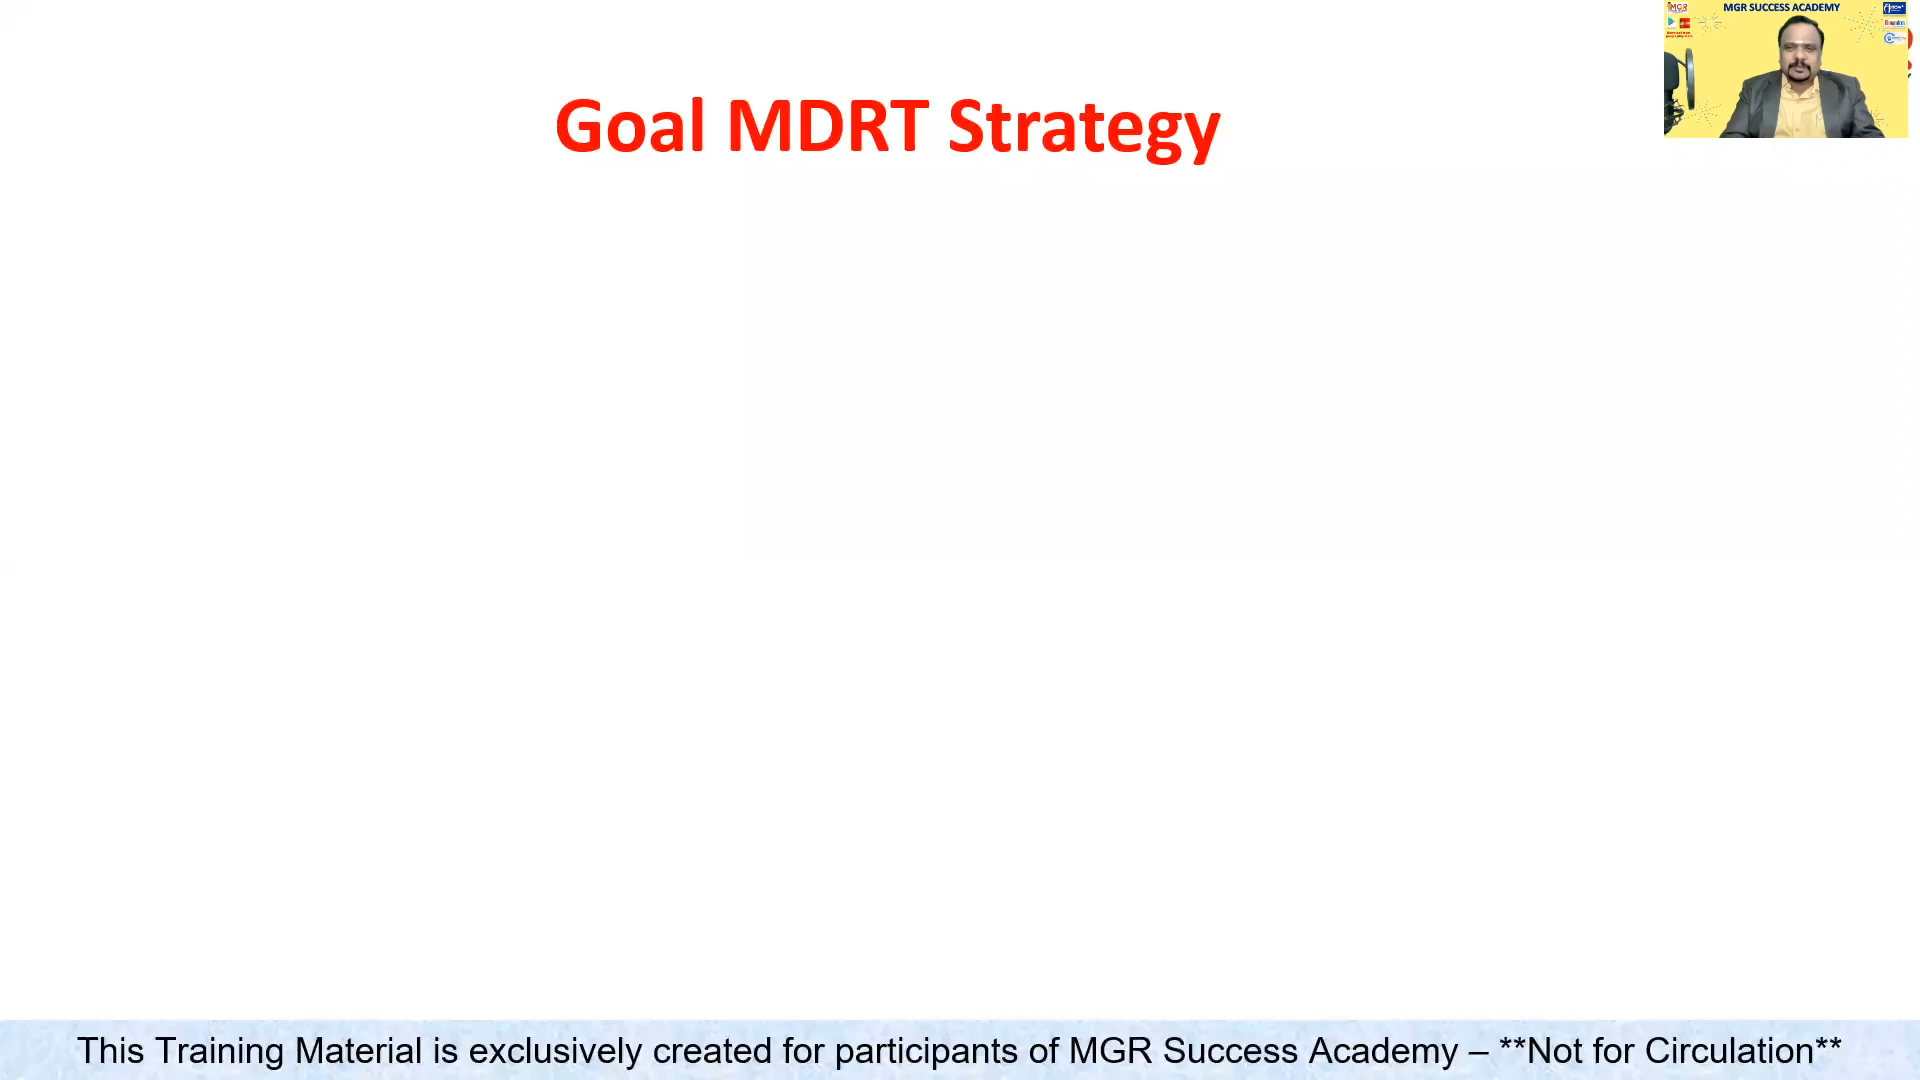 MGR SUCCESS ACADEMY
MGR
Goal MDRT Strategy
This Training Material is exclusively created for participants of MGR Success Academy – **Not for Circulation**